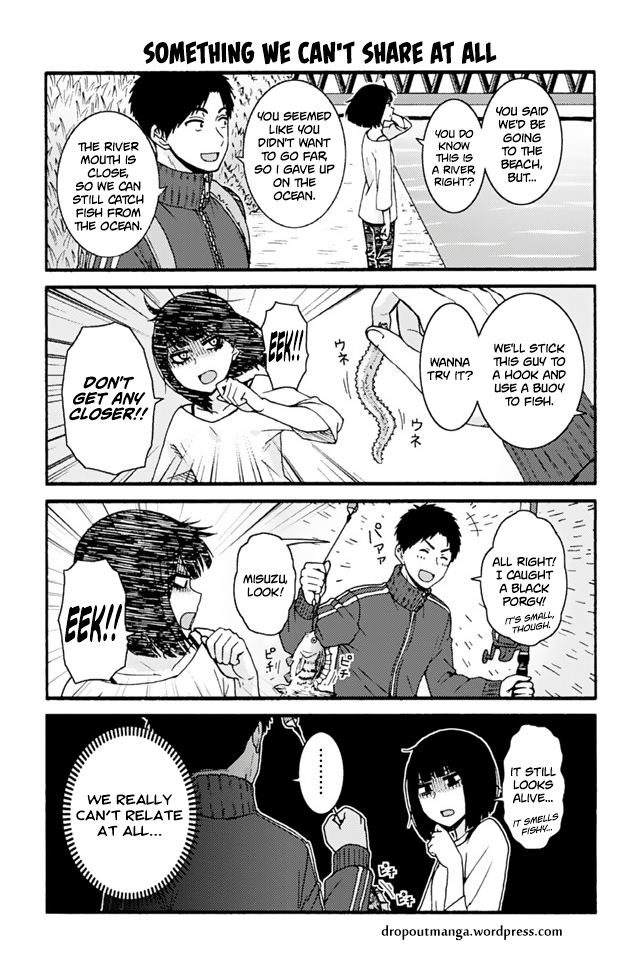 SOMETHING WE CAN'T SHARE AT ALL
YOU SAID
WE'D BE
GOING
TO THE
BEACH,
BUT...
YOU DO
KNOW THIS
IS A RIVER,
RIGHT?
YOU SEEMED
LIKE YOU
DIDN'T WANT
TO GO FAR,
SO I GAVE UP
ON THE
OCEAN.
THE RIVER
MOUTH IS
CLOSE,
SO WE CAN
STILL CATCH
FISH FROM
THE OCEAN.
WE'LL STICK
THIS GUY TO
A HOOK AND
USE A BUOY
TO FISH.
WANNA
TRY IT?
ウネ
ウネ
EEK!!
DON'T
GET ANY
CLOSER!!
ALL RIGHT!
I CAUGHT
A BLACK
PORGY!
IT'S SMALL,
THOUGH.
パァァァ
MISUZU,
LOOK!
ピチ
ピチ
EEK!!
IT STILL
LOOKS
ALIVE...
IT SMELLS
FISHY...
ピチ
ピチ
WE REALLY
CAN'T RELATE
AT ALL...
dropoutmanga.wordpress.com